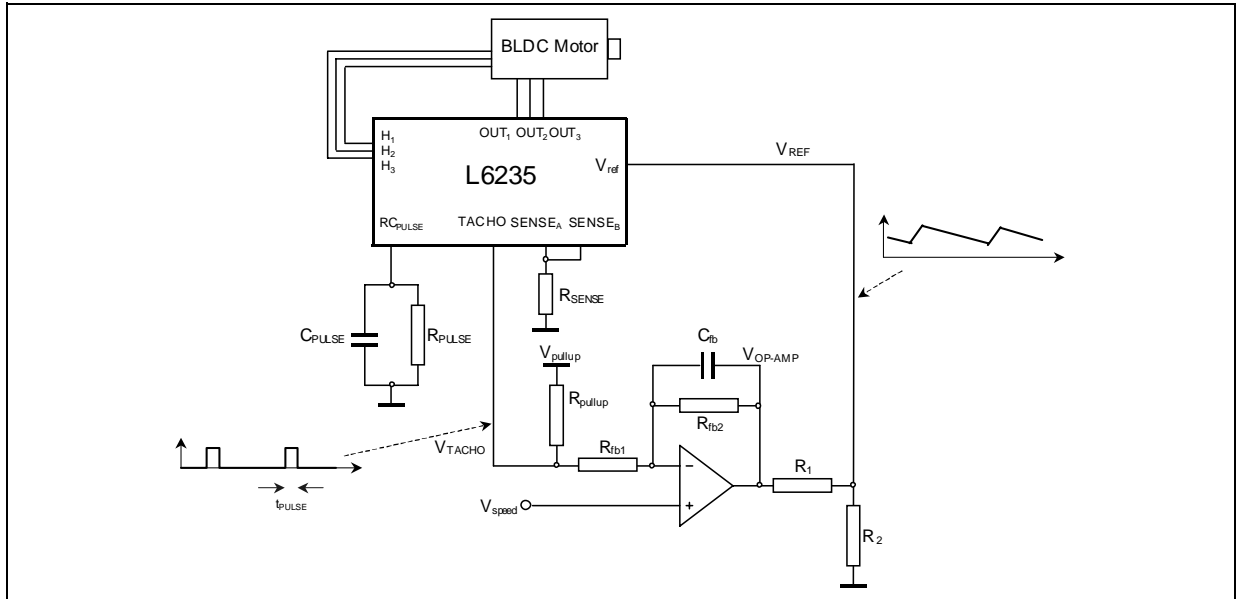 BLDC Motor
H1
H2
H3
OUT1 OUT2 OUT3
L6235
Vref
VREF
RCPULSE
TACHO SENSEA SENSEB
CPULSE
RPULSE
RSENSE
Vpullup
Rpullup
Cfb
VOP-AMP
Rfb2
VTACHO
Rfb1
R1
tPULSE
Vspeed
−
+
R2